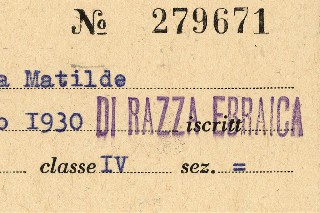 No 279671
a Matilde
o 1930 DI RAZZA EBRAICA iscritt
classe IV sez. =